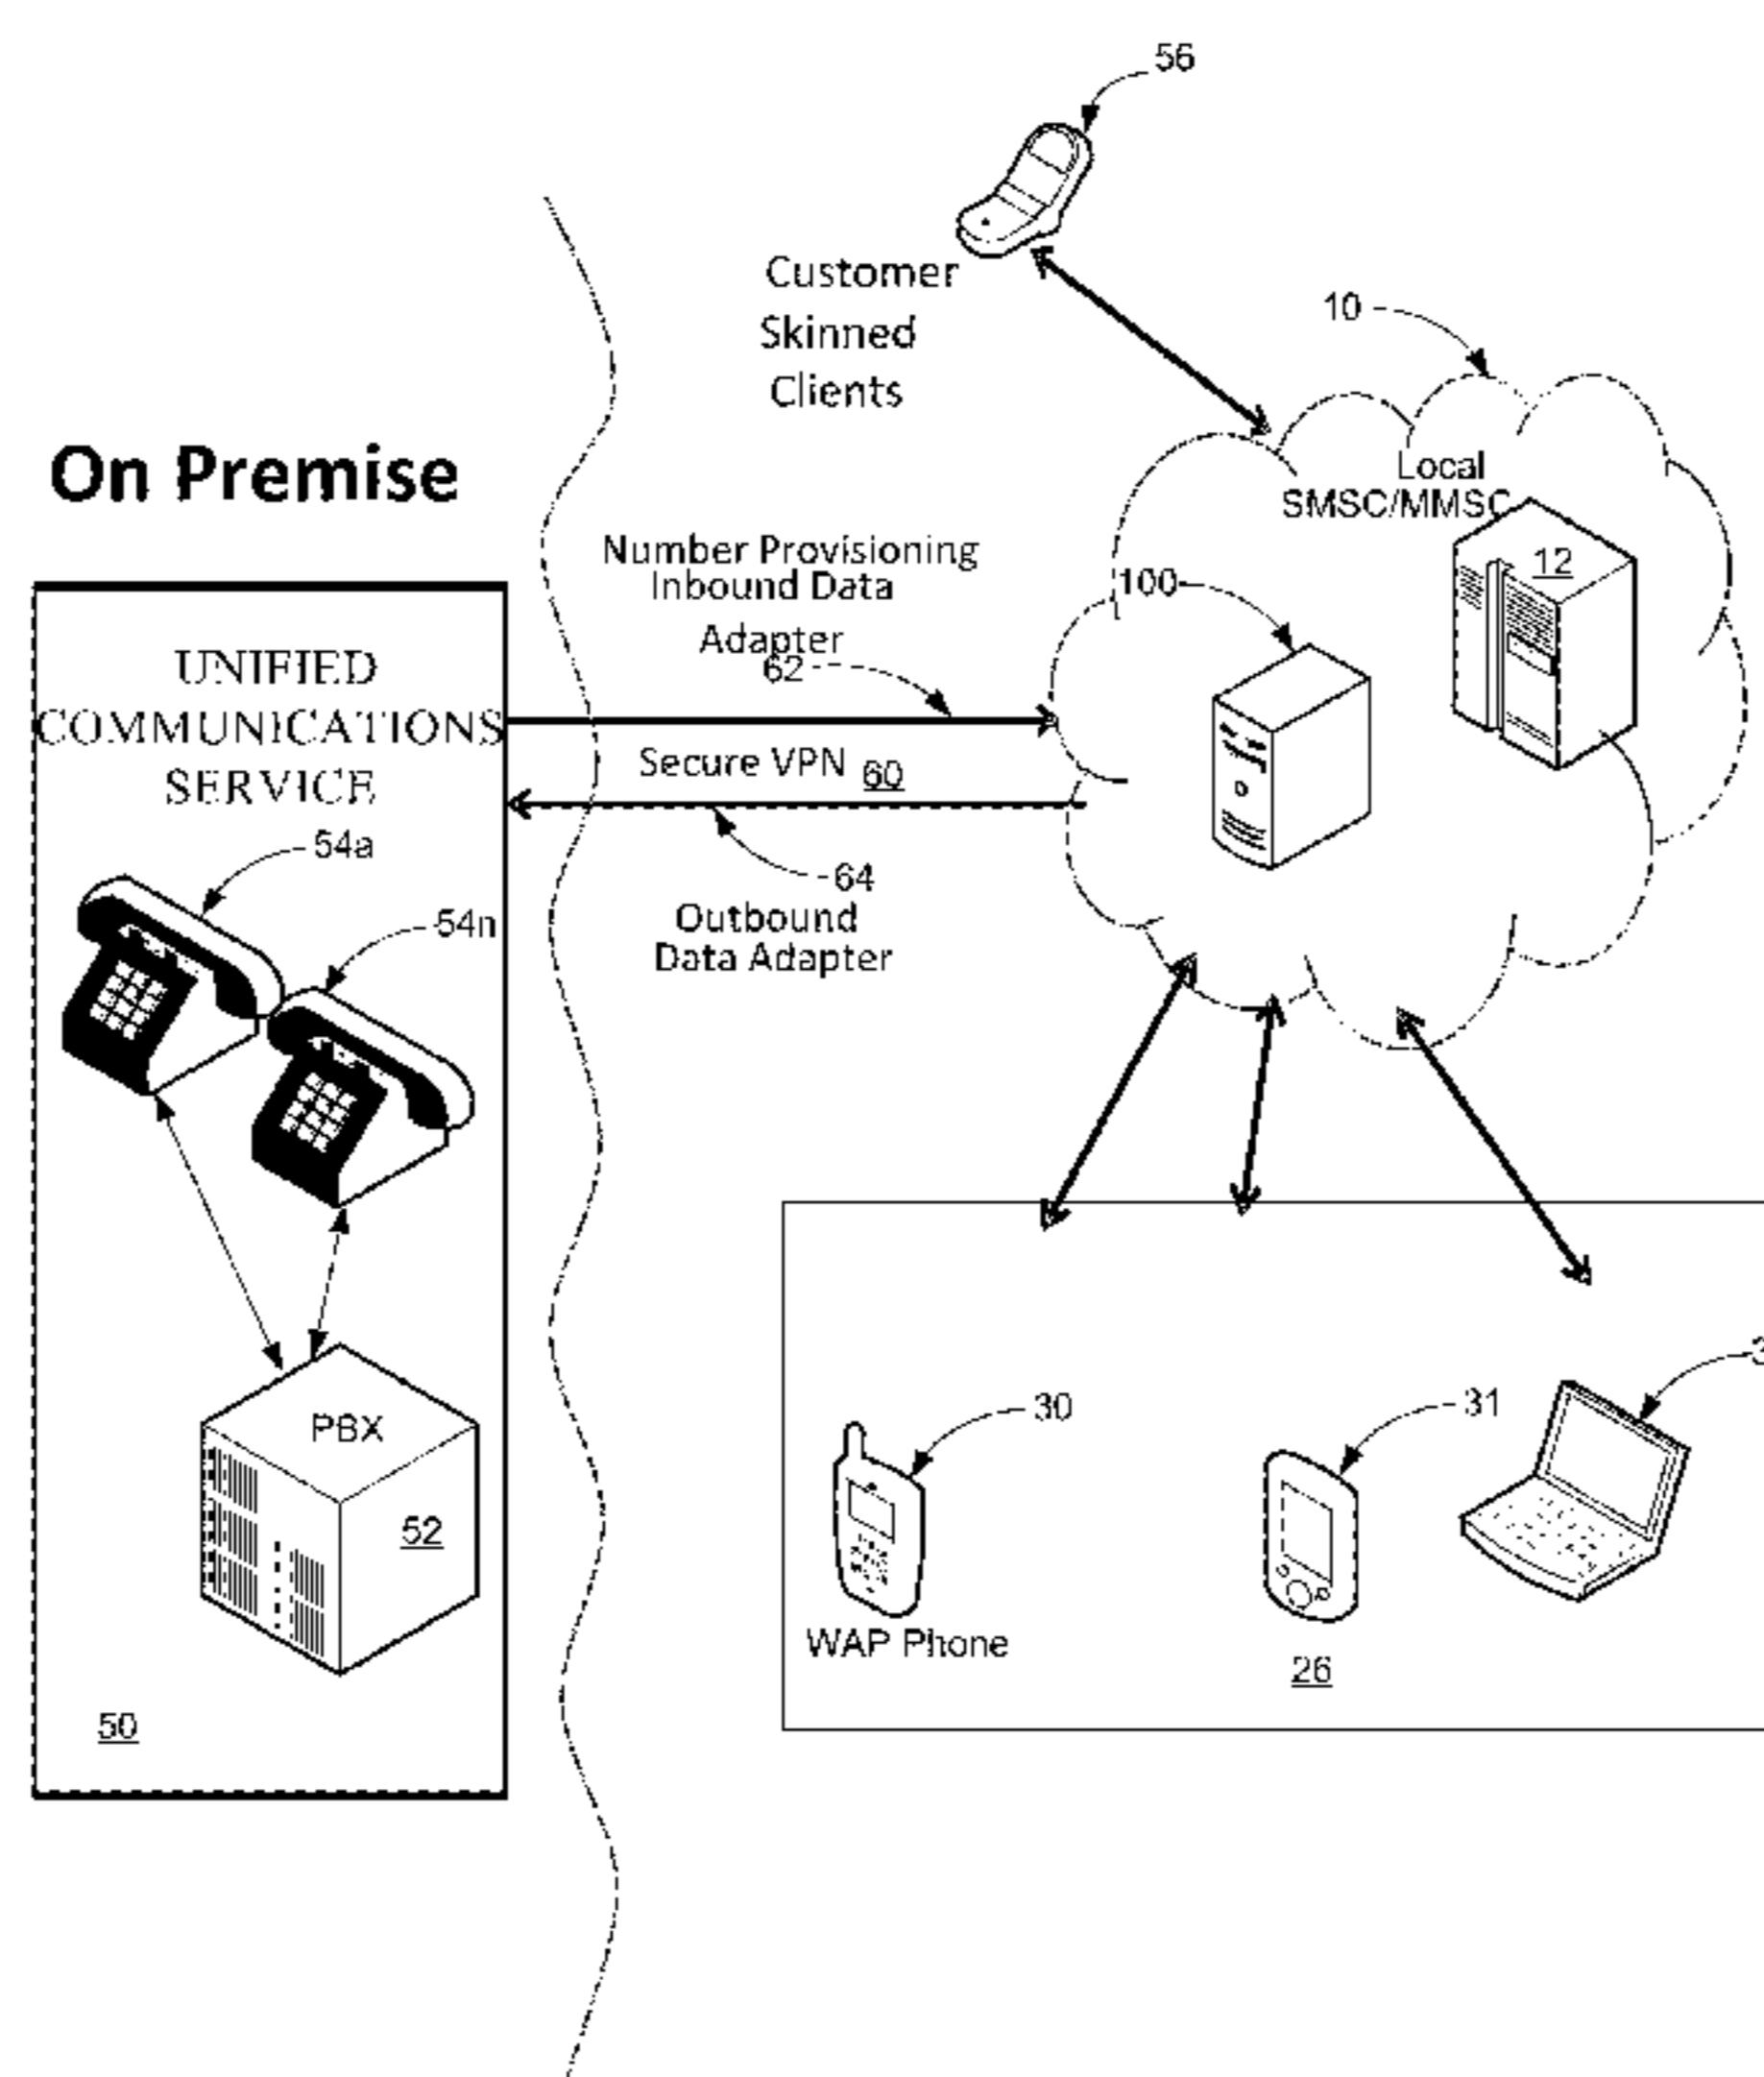 56
Customer
Skinned
Clients
10
On Premise
Local
SMSC/MMSC
12
Number Provisioning
Inbound Data
Adapter
62
100
UNIFIED
COMMUNICATIONS
SERVICE
Secure VPN 60
54a
64
54n
Outbound
Data Adapter
30
31
PBX
52
WAP Phone
26
50